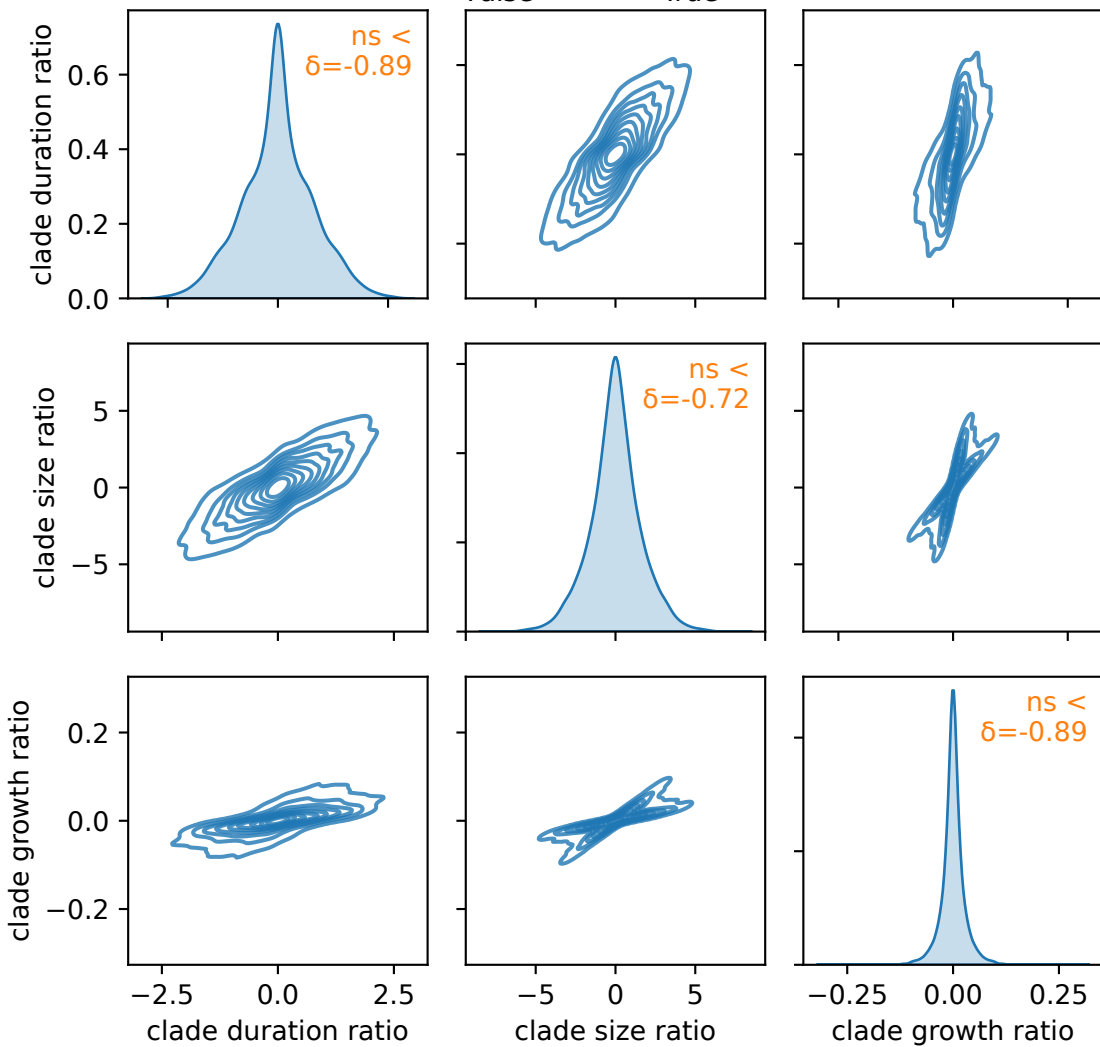 clade duration ratio
0.6
0.4
0.2
0.0
ns <
δ=-0.89
clade size ratio
5
0
−5
ns <
δ=-0.72
clade growth ratio
0.2
0.0
−0.2
ns <
δ=-0.89
−2.5 0.0 2.5
−5 0 5
−0.25 0.00 0.25
clade duration ratio
clade size ratio
clade growth ratio